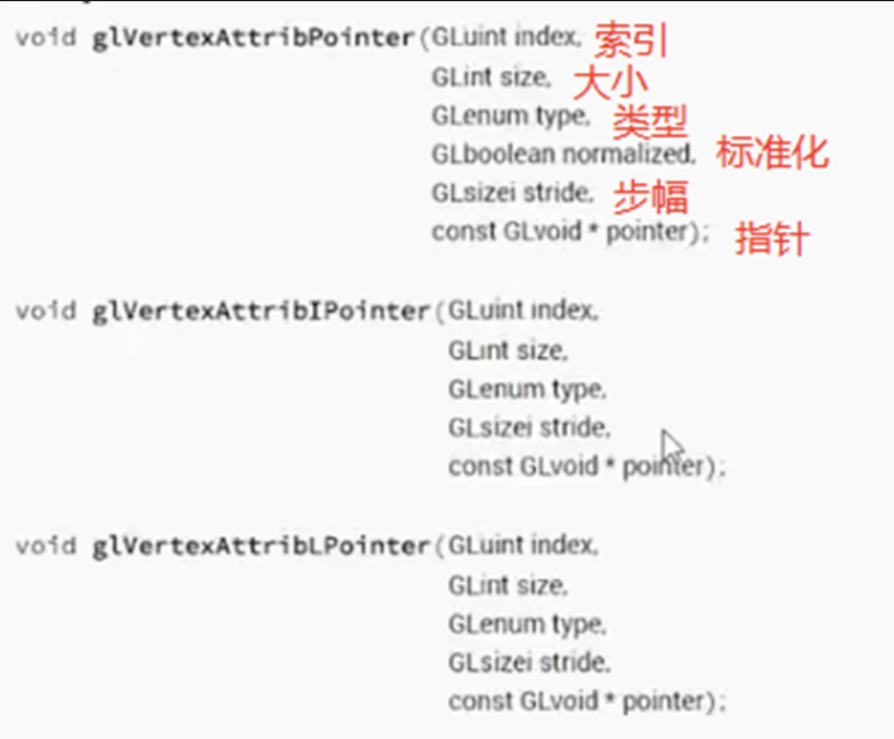 void glVertexAttribPointer(GLuint index, 索引
GLint size, 大小
GLenum type, 类型
GLboolean normalized, 标准化
GLsizei stride, 步幅
const GLvoid * pointer); 指针
void glVertexAttribIPointer(GLuint index,
GLint size,
GLenum type,
GLsizei stride,
const GLvoid * pointer);
void glVertexAttribLPointer(GLuint index,
GLint size,
GLenum type,
GLsizei stride,
const GLvoid * pointer);